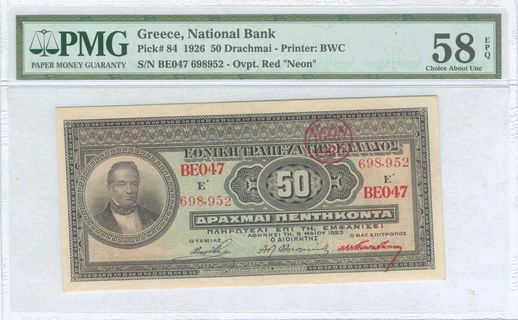 PMG
PAPER MONEY GUARANTY
Greece, National Bank
Pick# 84 1926 50 Drachmai - Printer: BWC
S/N BE047 698952 - Ovpt. Red "Neon"
58
EPQ
Choice About Unc
ΕΘΝΙΚΗ ΤΡΑΠΕΖΑ ΤΗΣ ΕΛΛΑΔΟΣ
BE047
E'
698,952
50
698,952
E'
BE047
ΔΡΑΧΜΑΙ ΠΕΝΤΗΚΟΝΤΑ
ΠΛΗΡΩΤΕΑΙ ΕΠΙ ΤΗ ΕΜΦΑΝΙΣΕΙ
ΑΘΗΝΗΣΙ ΤΗ, 6 ΜΑΙΟΥ 1923
Ο ΤΑΜΙΑΣ
Ο ΔΙΟΙΚΗΤΗΣ
Ο ΒΑΣ. ΕΠΙΤΡΟΠΟΣ